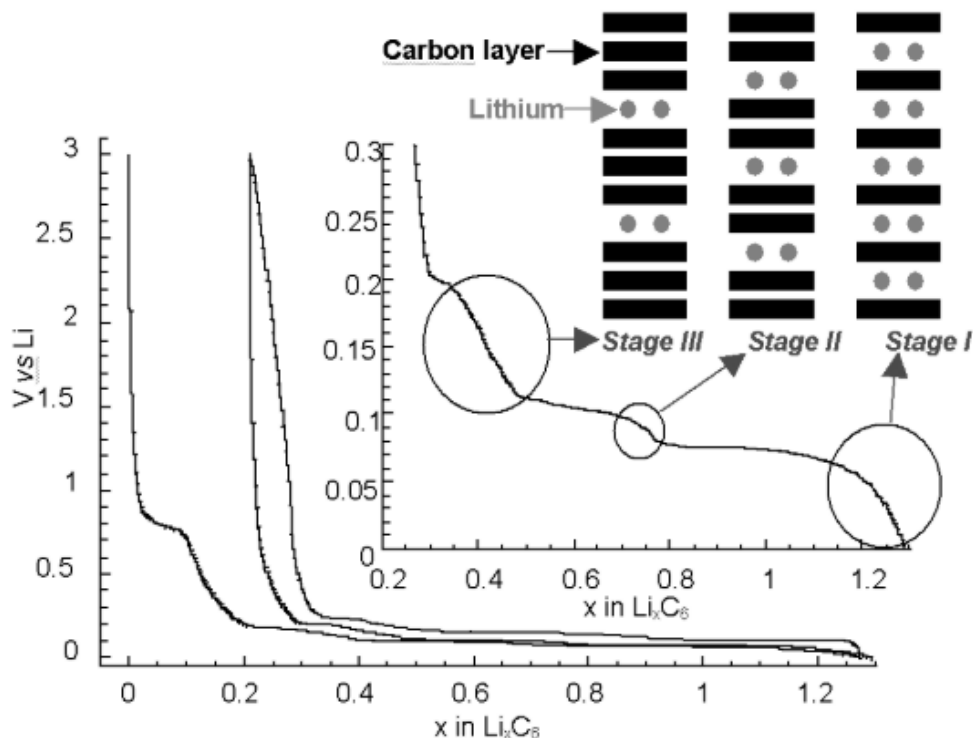 Carbon layer
Lithium
Stage III
Stage II
Stage I
3
2.5
2
1.5
1
0.5
0
V vs Li
0 0.2 0.4 0.6 0.8 1 1.2
x in LiₓC₆
0.3
0.25
0.2
0.15
0.1
0.05
0
0.2 0.4 0.6 0.8 1 1.2
x in LiₓC₆